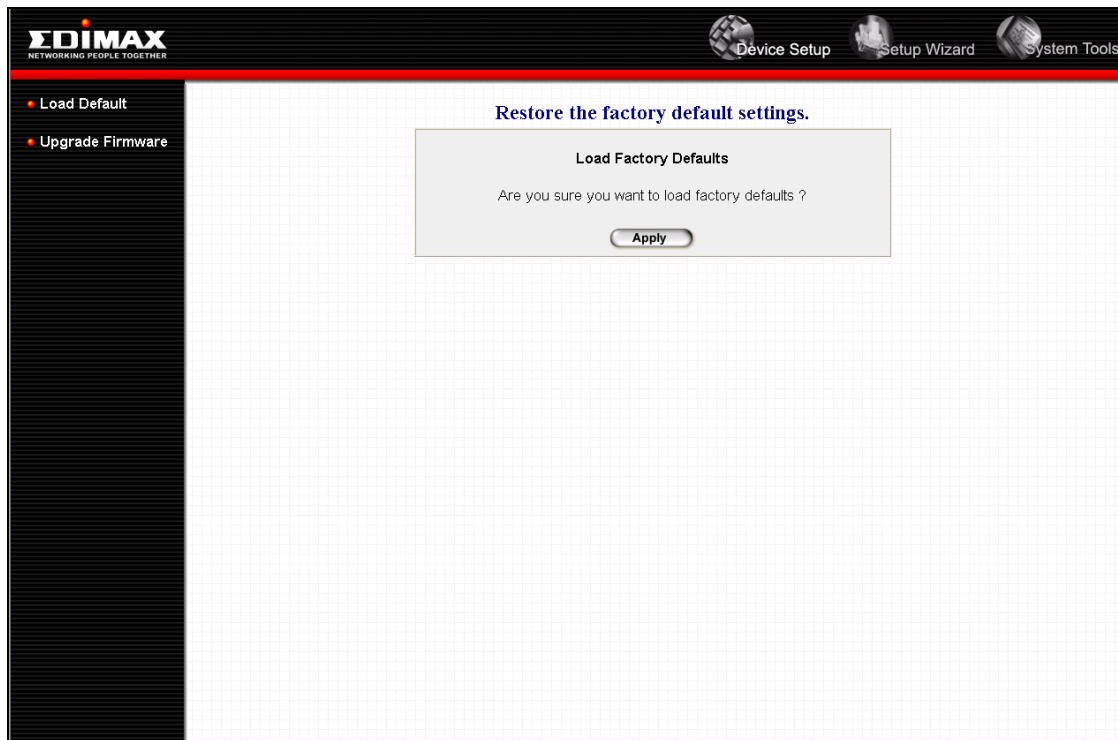 EDIMAX
NETWORKING PEOPLE TOGETHER
Device Setup
Setup Wizard
System Tools
Load Default
Upgrade Firmware
Restore the factory default settings.
Load Factory Defaults
Are you sure you want to load factory defaults ?
Apply